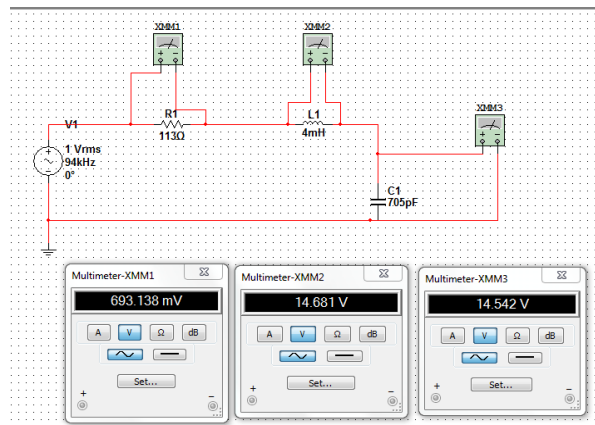 XMM1
XMM2
XMM3
V1
1 Vrms
94kHz
0°
R1
113Ω
L1
4mH
C1
705pF
Multimeter-XMM1
693.138 mV
A V Ω dB
Set...
+ -
Multimeter-XMM2
14.681 V
A V Ω dB
Set...
+ -
Multimeter-XMM3
14.542 V
A V Ω dB
Set...
+ -